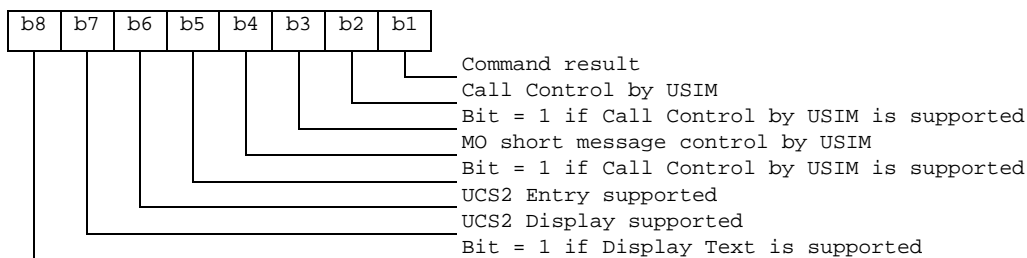 b8 b7 b6 b5 b4 b3 b2 b1
Command result
Call Control by USIM
Bit = 1 if Call Control by USIM is supported
MO short message control by USIM
Bit = 1 if Call Control by USIM is supported
UCS2 Entry supported
UCS2 Display supported
Bit = 1 if Display Text is supported